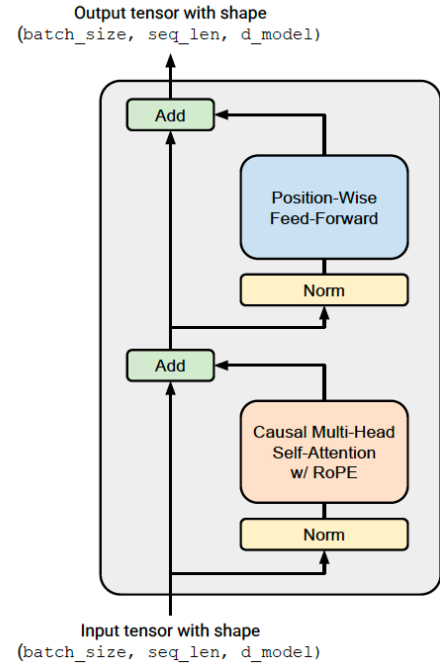 Output tensor with shape
(batch_size, seq_len, d_model)
Add
Position-Wise
Feed-Forward
Norm
Add
Causal Multi-Head
Self-Attention
w/ RoPE
Norm
Input tensor with shape
(batch_size, seq_len, d_model)